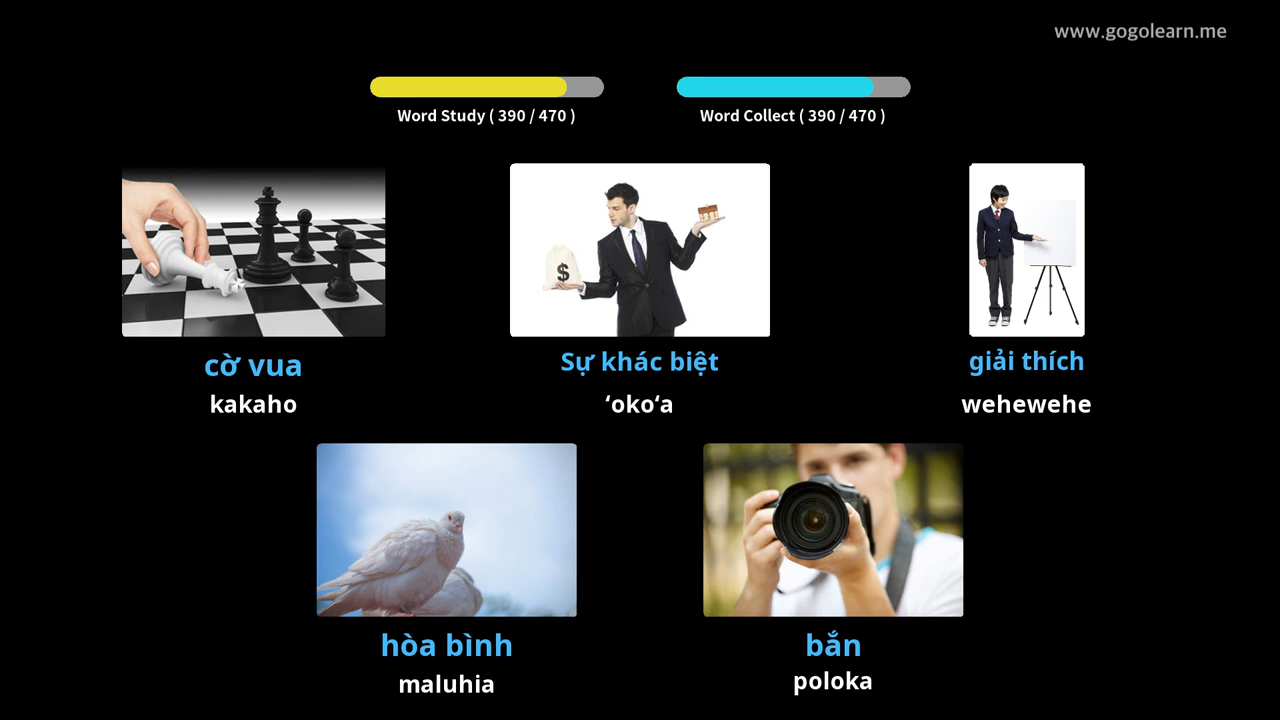 www.gogolearn.me
Word Study ( 390 / 470 )
Word Collect ( 390 / 470 )
cờ vua
kakaho
Sự khác biệt
ʻokoʻa
giải thích
wehewehe
hòa bình
maluhia
bắn
poloka
$